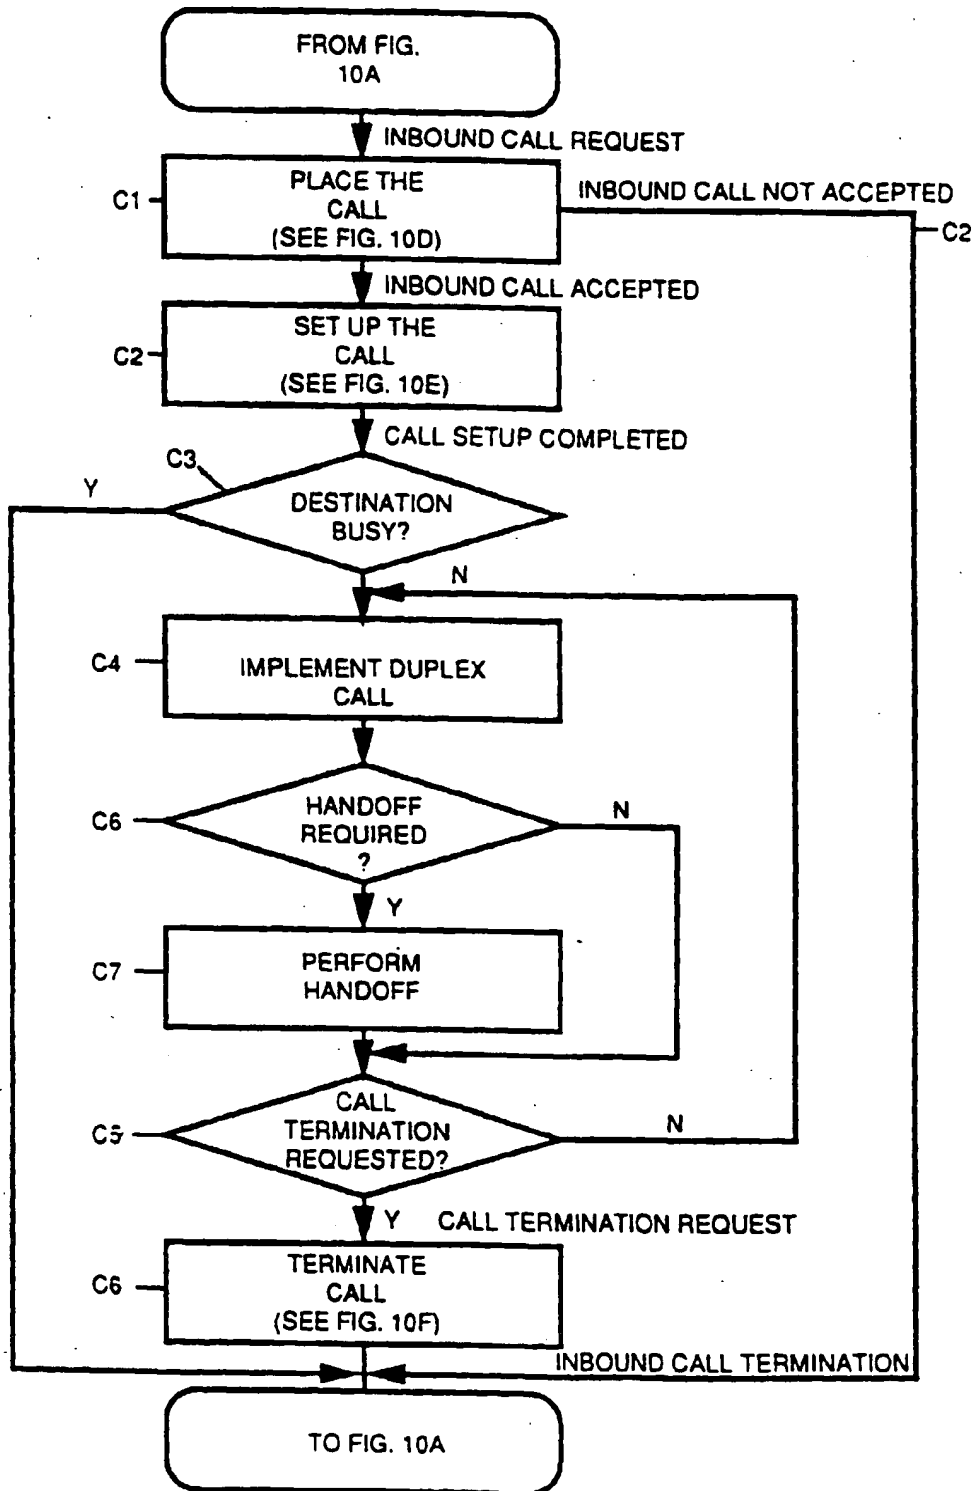 FROM FIG.
10A
INBOUND CALL REQUEST
C1
PLACE THE
CALL
(SEE FIG. 10D)
INBOUND CALL NOT ACCEPTED
C2
INBOUND CALL ACCEPTED
C2
SET UP THE
CALL
(SEE FIG. 10E)
CALL SETUP COMPLETED
C3
Y
DESTINATION
BUSY?
N
C4
IMPLEMENT DUPLEX
CALL
C6
HANDOFF
REQUIRED
?
N
Y
C7
PERFORM
HANDOFF
C5
CALL
TERMINATION
REQUESTED?
N
Y
CALL TERMINATION REQUEST
C6
TERMINATE
CALL
(SEE FIG. 10F)
INBOUND CALL TERMINATION
TO FIG. 10A